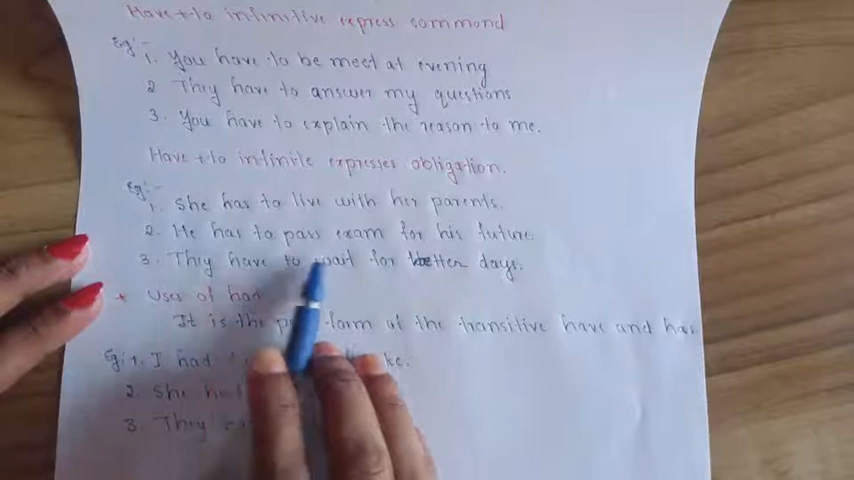 Have + to infinitive express command
Eg:-
1. You have to be meet at evening
2 They have to answer my questions
3. You have to explain the reason to me.
Have + to infinite expresses obligation.
Eg:-
1. She has to live with her parents.
2. He has to pass exam for his future.
3. They have to wait for better days.
* Uses of had
It is the form of the transitive have and has
Eg: 1. I had
2. She
3. They